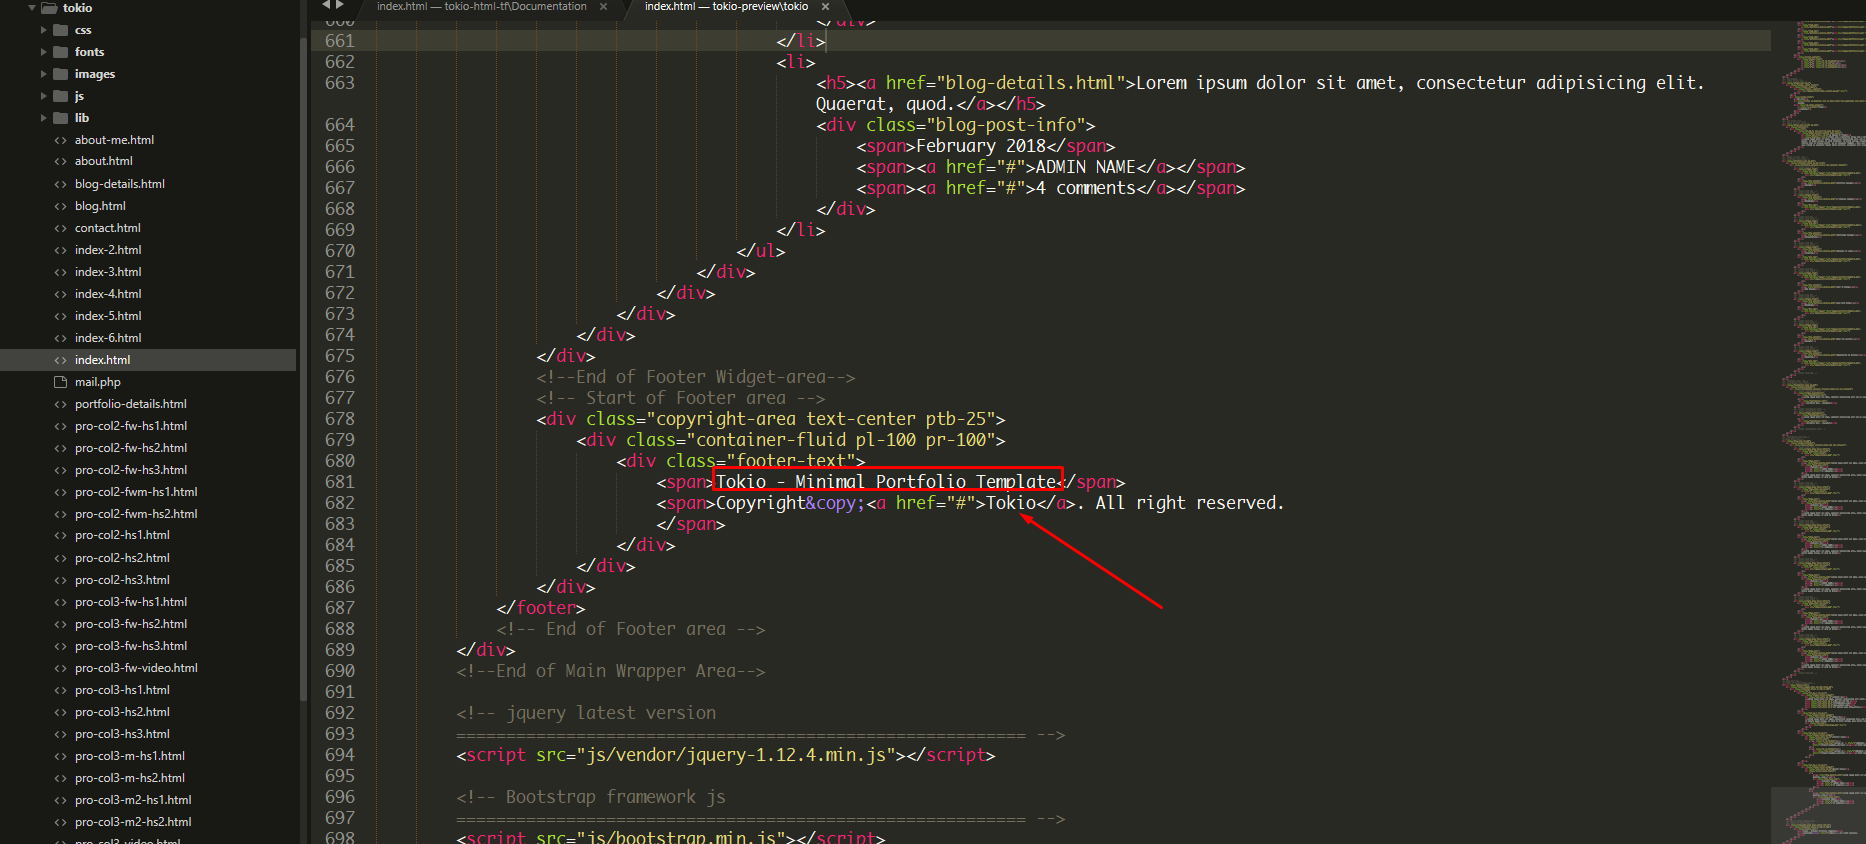 tokio
css
fonts
images
js
lib
about-me.html
about.html
blog-details.html
blog.html
contact.html
index-2.html
index-3.html
index-4.html
index-5.html
index-6.html
index.html
mail.php
portfolio-details.html
pro-col2-fw-hs1.html
pro-col2-fw-hs2.html
pro-col2-fw-hs3.html
pro-col2-fwm-hs1.html
pro-col2-fwm-hs2.html
pro-col2-hs1.html
pro-col2-hs2.html
pro-col2-hs3.html
pro-col3-fw-hs1.html
pro-col3-fw-hs2.html
pro-col3-fw-hs3.html
pro-col3-fw-video.html
pro-col3-hs1.html
pro-col3-hs2.html
pro-col3-hs3.html
pro-col3-m-hs1.html
pro-col3-m-hs2.html
pro-col3-m2-hs1.html
pro-col3-m2-hs2.html
pro-col3-video.html
index.html — tokio-html-tf\Documentation × index.html — tokio-preview\tokio ×
660 </div>
661 </li>
662 <li>
663 <h5><a href="blog-details.html">Lorem ipsum dolor sit amet, consectetur adipisicing elit.
Quaerat, quod.</a></h5>
664 <div class="blog-post-info">
665 <span>February 2018</span>
666 <span><a href="#">ADMIN NAME</a></span>
667 <span><a href="#">4 comments</a></span>
668 </div>
669 </li>
670 </ul>
671 </div>
672 </div>
673 </div>
674 </div>
675 </div>
676 <!--End of Footer Widget-area-->
677 <!-- Start of Footer area -->
678 <div class="copyright-area text-center ptb-25">
679 <div class="container-fluid pl-100 pr-100">
680 <div class="footer-text">
681 <span>Tokio - Minimal Portfolio Template</span>
682 <span>Copyright&copy;<a href="#">Tokio</a>. All right reserved.
683 </span>
684 </div>
685 </div>
686 </div>
687 </footer>
688 <!-- End of Footer area -->
689 </div>
690 <!--End of Main Wrapper Area-->
691
692 <!-- jquery latest version
693 ========================================================= -->
694 <script src="js/vendor/jquery-1.12.4.min.js"></script>
695
696 <!-- Bootstrap framework js
697 ========================================================= -->
698 <script src="js/bootstrap.min.js"></script>